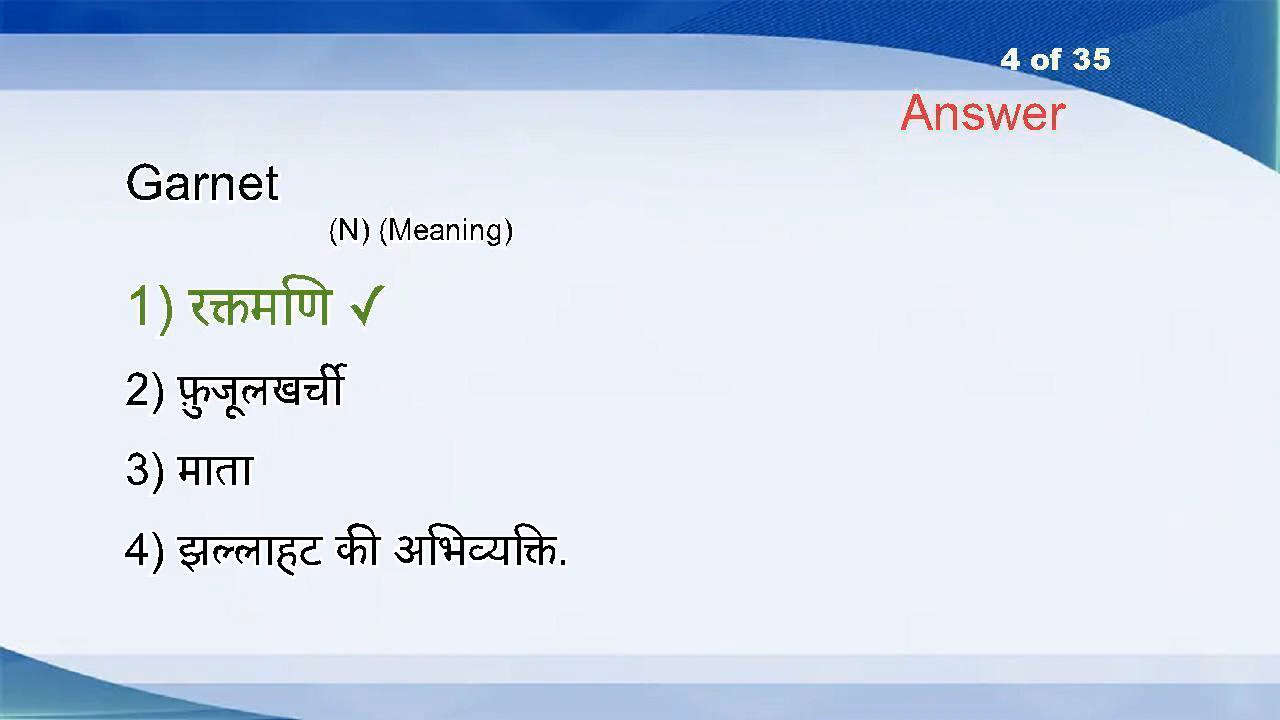 4 of 35
Answer
Garnet
(N) (Meaning)
1) रक्तमणि ✓
2) फ़ुजूलखर्ची
3) माता
4) झल्लाहट की अभिव्यक्ति.